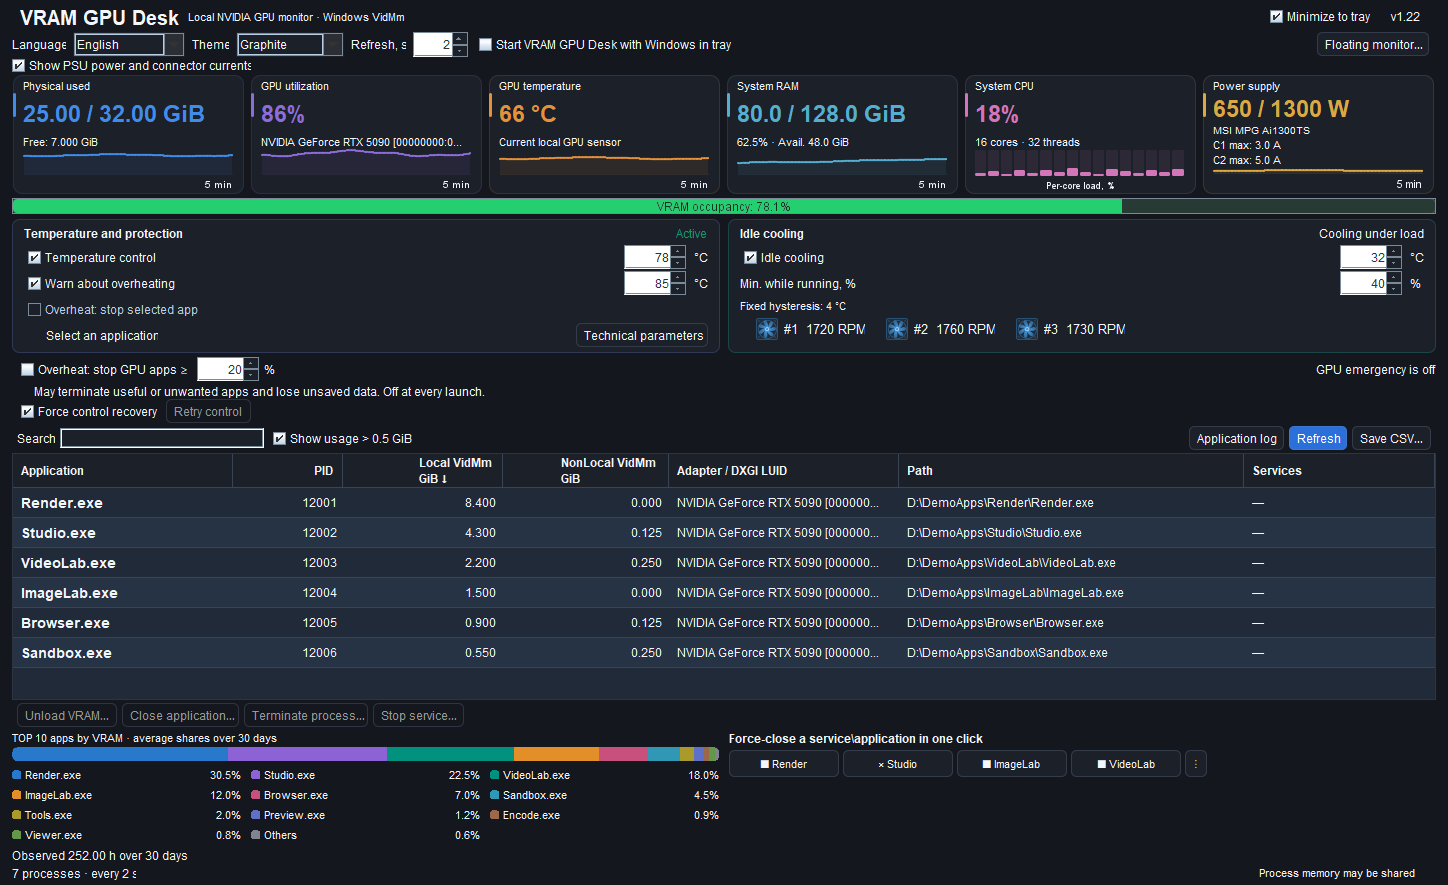 VRAM GPU Desk Local NVIDIA GPU monitor · Windows VidMm
Minimize to tray v1.22
Language English Theme Graphite Refresh, s 2 Start VRAM GPU Desk with Windows in tray Floating monitor...
Show PSU power and connector currents
Physical used
25.00 / 32.00 GiB
Free: 7.000 GiB
5 min
GPU utilization
86%
NVIDIA GeForce RTX 5090 [00000000:0...
5 min
GPU temperature
66 °C
Current local GPU sensor
5 min
System RAM
80.0 / 128.0 GiB
62.5% · Avail. 48.0 GiB
5 min
System CPU
18%
16 cores · 32 threads
Per-core load, %
Power supply
650 / 1300 W
MSI MPG Ai1300TS
C1 max: 3.0 A
C2 max: 5.0 A
5 min
VRAM occupancy: 78.1%
Temperature and protection Active
Temperature control 78 °C
Warn about overheating 85 °C
Overheat: stop selected app
Select an application Technical parameters
Idle cooling Cooling under load
Idle cooling 32 °C
Min. while running, % 40 %
Fixed hysteresis: 4 °C
#1 1720 RPM #2 1760 RPM #3 1730 RPM
Overheat: stop GPU apps ≥ 20 % GPU emergency is off
May terminate useful or unwanted apps and lose unsaved data. Off at every launch.
Force control recovery Retry control
Search Show usage > 0.5 GiB Application log Refresh Save CSV...
Application PID Local VidMm GiB ↓ NonLocal VidMm GiB Adapter / DXGI LUID Path Services
Render.exe 12001 8.400 0.000 NVIDIA GeForce RTX 5090 [000000... D:\DemoApps\Render\Render.exe —
Studio.exe 12002 4.300 0.125 NVIDIA GeForce RTX 5090 [000000... D:\DemoApps\Studio\Studio.exe —
VideoLab.exe 12003 2.200 0.250 NVIDIA GeForce RTX 5090 [000000... D:\DemoApps\VideoLab\VideoLab.exe —
ImageLab.exe 12004 1.500 0.000 NVIDIA GeForce RTX 5090 [000000... D:\DemoApps\ImageLab\ImageLab.exe —
Browser.exe 12005 0.900 0.125 NVIDIA GeForce RTX 5090 [000000... D:\DemoApps\Browser\Browser.exe —
Sandbox.exe 12006 0.550 0.250 NVIDIA GeForce RTX 5090 [000000... D:\DemoApps\Sandbox\Sandbox.exe —
Unload VRAM... Close application... Terminate process... Stop service...
TOP 10 apps by VRAM · average shares over 30 days
Render.exe 30.5% Studio.exe 22.5% VideoLab.exe 18.0%
ImageLab.exe 12.0% Browser.exe 7.0% Sandbox.exe 4.5%
Tools.exe 2.0% Preview.exe 1.2% Encode.exe 0.9%
Viewer.exe 0.8% Others 0.6%
Force-close a service\application in one click
Render × Studio ImageLab VideoLab ⋮
Observed 252.00 h over 30 days
7 processes · every 2 s
Process memory may be shared